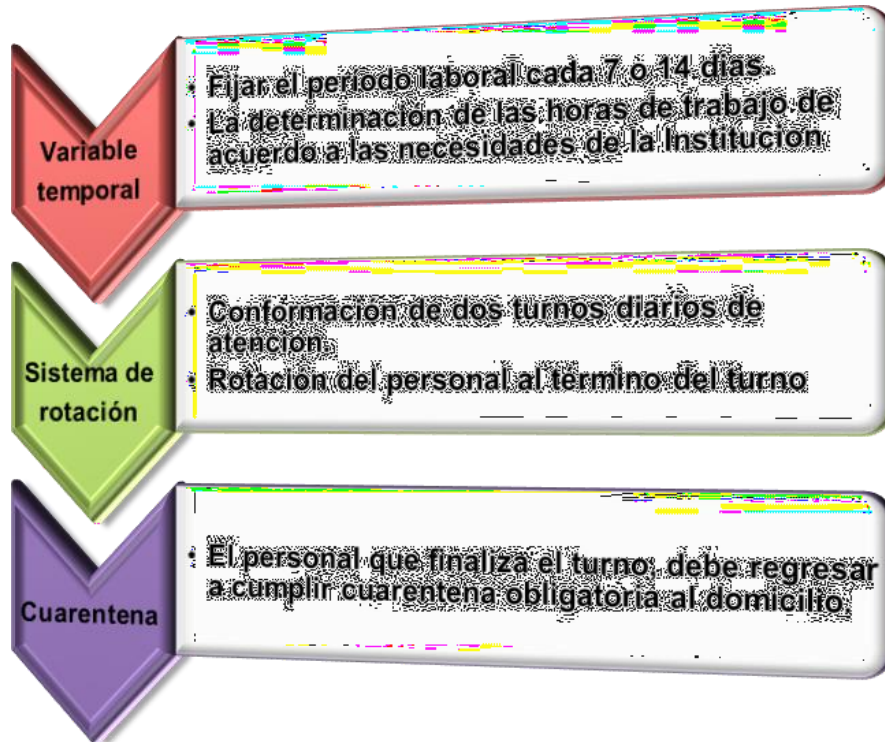 Variable
temporal
• Fijar el periodo laboral cada 7 o 14 dias.
• La determinación de las horas de trabajo de
acuerdo a las necesidades de la Institucion
Sistema de
rotación
• Conformacion de dos turnos diarios de
atencion.
• Rotacion del personal al termino del turno
Cuarentena
• El personal que finaliza el turno, debe regresar
a cumplir cuarentena obligatoria al domicilio.